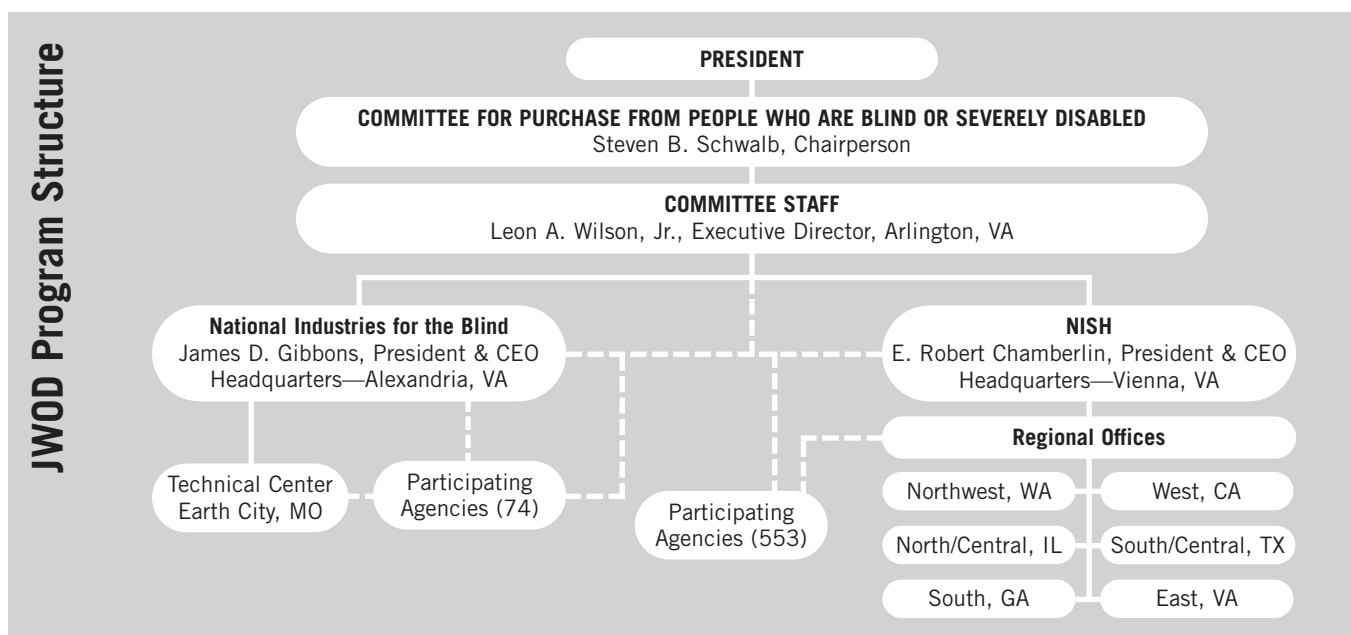 JWOD Program Structure
PRESIDENT
COMMITTEE FOR PURCHASE FROM PEOPLE WHO ARE BLIND OR SEVERELY DISABLED
Steven B. Schwalb, Chairperson
COMMITTEE STAFF
Leon A. Wilson, Jr., Executive Director, Arlington, VA
National Industries for the Blind
James D. Gibbons, President & CEO
Headquarters—Alexandria, VA
NISH
E. Robert Chamberlin, President & CEO
Headquarters—Vienna, VA
Technical Center
Earth City, MO
Participating
Agencies (74)
Participating
Agencies (553)
Regional Offices
Northwest, WA
West, CA
North/Central, IL
South/Central, TX
South, GA
East, VA